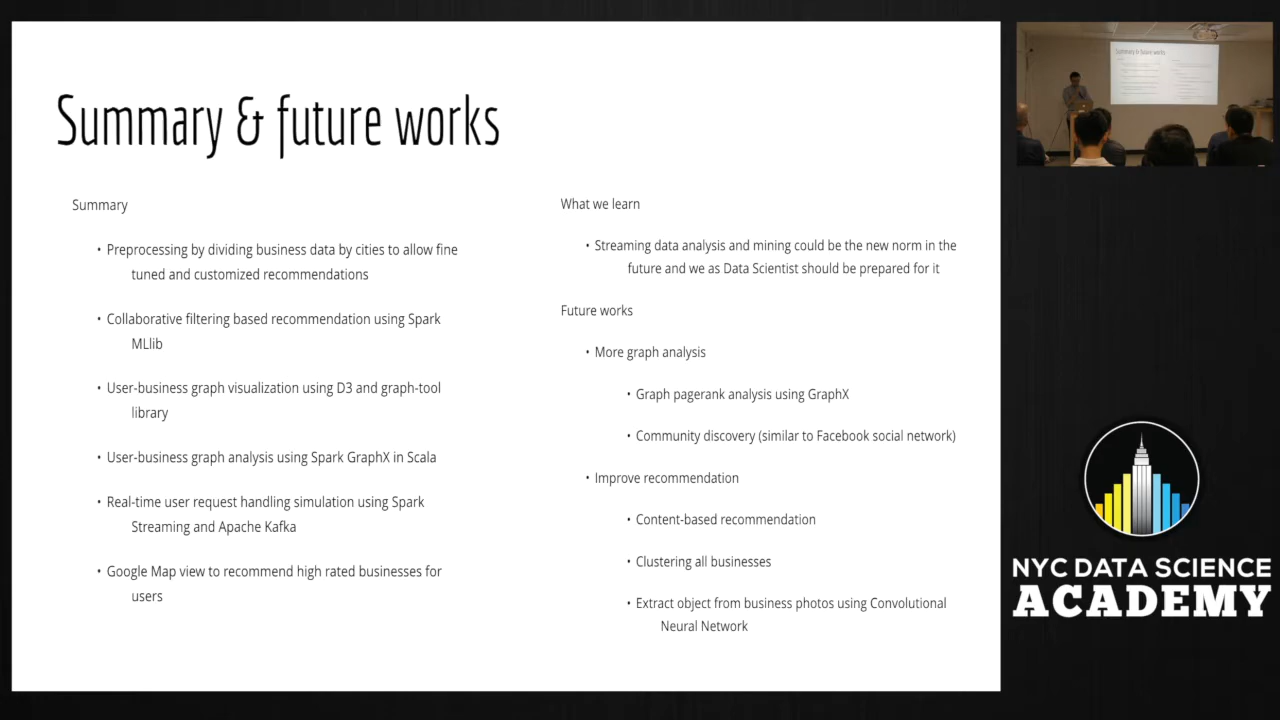 Summary & future works
Summary
• Preprocessing by dividing business data by cities to allow fine
tuned and customized recommendations
• Collaborative filtering based recommendation using Spark
MLlib
• User-business graph visualization using D3 and graph-tool
library
• User-business graph analysis using Spark GraphX in Scala
• Real-time user request handling simulation using Spark
Streaming and Apache Kafka
• Google Map view to recommend high rated businesses for
users
What we learn
• Streaming data analysis and mining could be the new norm in the
future and we as Data Scientist should be prepared for it
Future works
• More graph analysis
• Graph pagerank analysis using GraphX
• Community discovery (similar to Facebook social network)
• Improve recommendation
• Content-based recommendation
• Clustering all businesses
• Extract object from business photos using Convolutional
Neural Network
Summary & future works
NYC DATA SCIENCE
ACADEMY